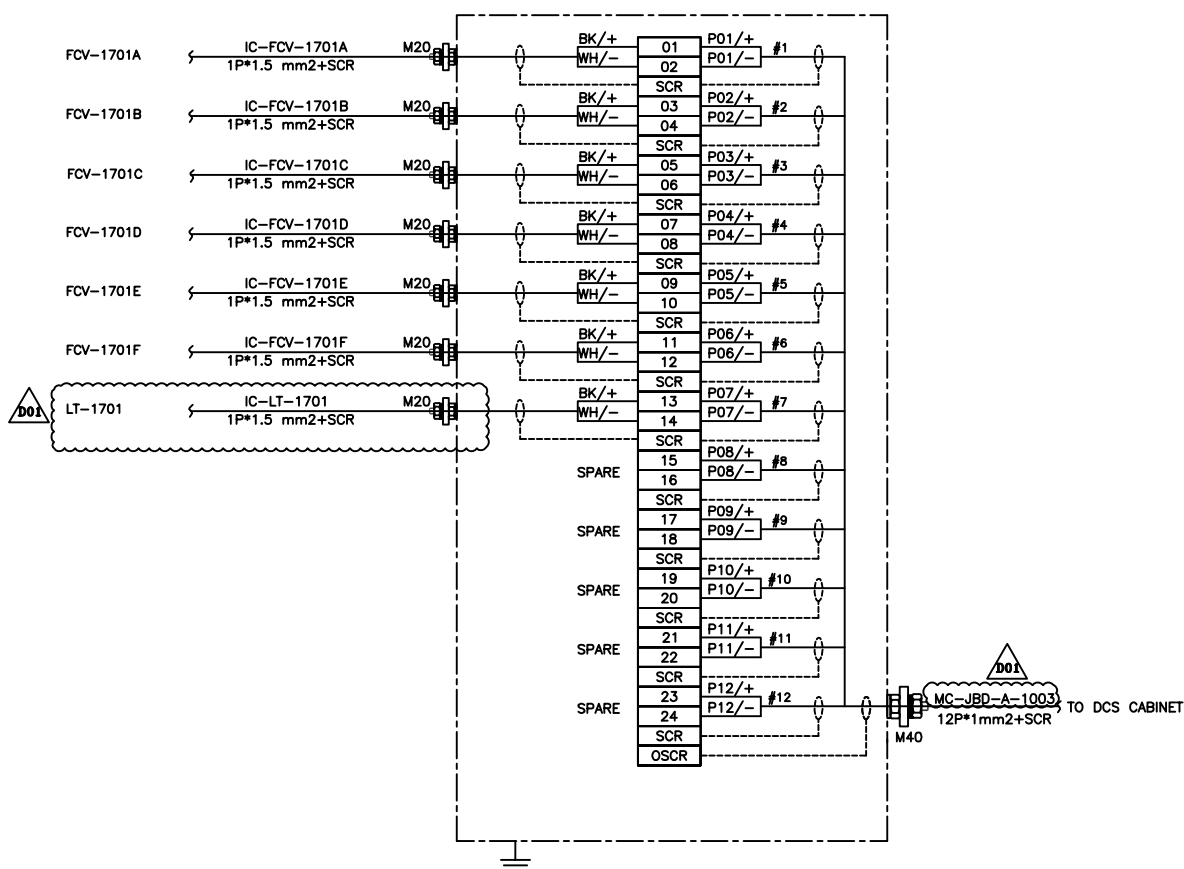 FCV-1701A IC-FCV-1701A M20 BK/+ 01 P01/+ #1
1P*1.5 mm2+SCR WH/- 02 P01/-
SCR
FCV-1701B IC-FCV-1701B M20 BK/+ 03 P02/+ #2
1P*1.5 mm2+SCR WH/- 04 P02/-
SCR
FCV-1701C IC-FCV-1701C M20 BK/+ 05 P03/+ #3
1P*1.5 mm2+SCR WH/- 06 P03/-
SCR
FCV-1701D IC-FCV-1701D M20 BK/+ 07 P04/+ #4
1P*1.5 mm2+SCR WH/- 08 P04/-
SCR
FCV-1701E IC-FCV-1701E M20 BK/+ 09 P05/+ #5
1P*1.5 mm2+SCR WH/- 10 P05/-
SCR
FCV-1701F IC-FCV-1701F M20 BK/+ 11 P06/+ #6
1P*1.5 mm2+SCR WH/- 12 P06/-
SCR
D01 LT-1701 IC-LT-1701 M20 BK/+ 13 P07/+ #7
1P*1.5 mm2+SCR WH/- 14 P07/-
SCR
SPARE 15 P08/+ #8
16 P08/-
SCR
SPARE 17 P09/+ #9
18 P09/-
SCR
SPARE 19 P10/+ #10
20 P10/-
SCR
SPARE 21 P11/+ #11
22 P11/-
SCR
D01
SPARE 23 P12/+ #12
24 P12/-
SCR
OSCR
MC-JBD-A-1003 TO DCS CABINET
12P*1mm2+SCR
M40